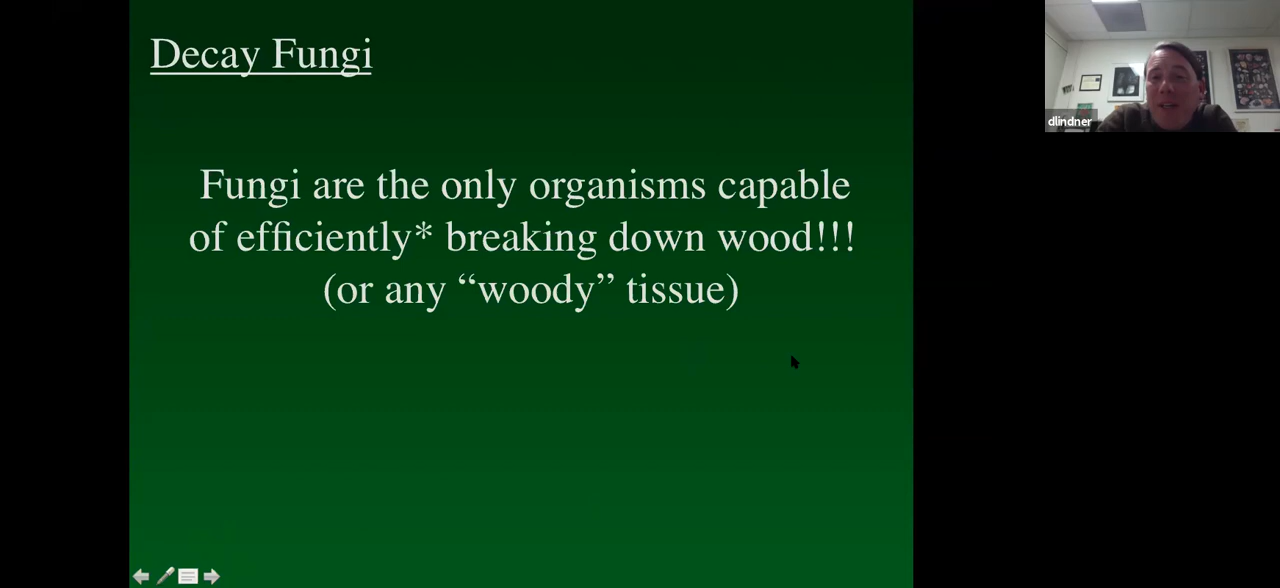 Decay Fungi
Fungi are the only organisms capable
of efficiently* breaking down wood!!!
(or any “woody” tissue)
dlindner